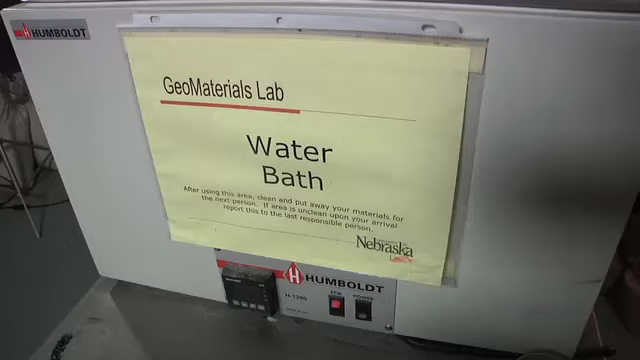 HUMBOLDT
GeoMaterials Lab
Water
Bath
After using this area, clean and put away your materials for
the next person. If area is unclean upon your arrival
report this to the last responsible person.
Nebraska
HUMBOLDT
H-1390
STIR
POWER